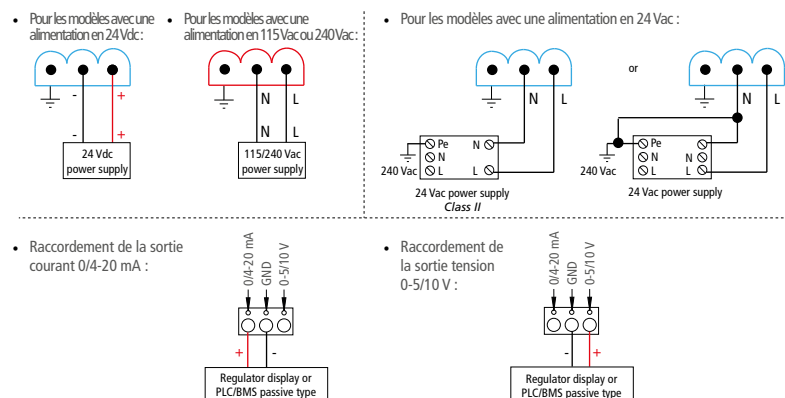 • Pour les modèles avec une
alimentation en 24 Vdc :
- +
- +
24 Vdc
power supply
• Pour les modèles avec une
alimentation en 115 Vac ou 240 Vac :
N L
N L
115/240 Vac
power supply
• Pour les modèles avec une alimentation en 24 Vac :
N L
Pe N
N
240 Vac L L
24 Vac power supply
Class II
or
N L
Pe
N N
240 Vac L L
24 Vac power supply
• Raccordement de la sortie
courant 0/4-20 mA :
0/4-20 mA
GND
0-5/10 V
+ -
Regulator display or
PLC/BMS passive type
• Raccordement de
la sortie tension
0-5/10 V :
0/4-20 mA
GND
0-5/10 V
- +
Regulator display or
PLC/BMS passive type